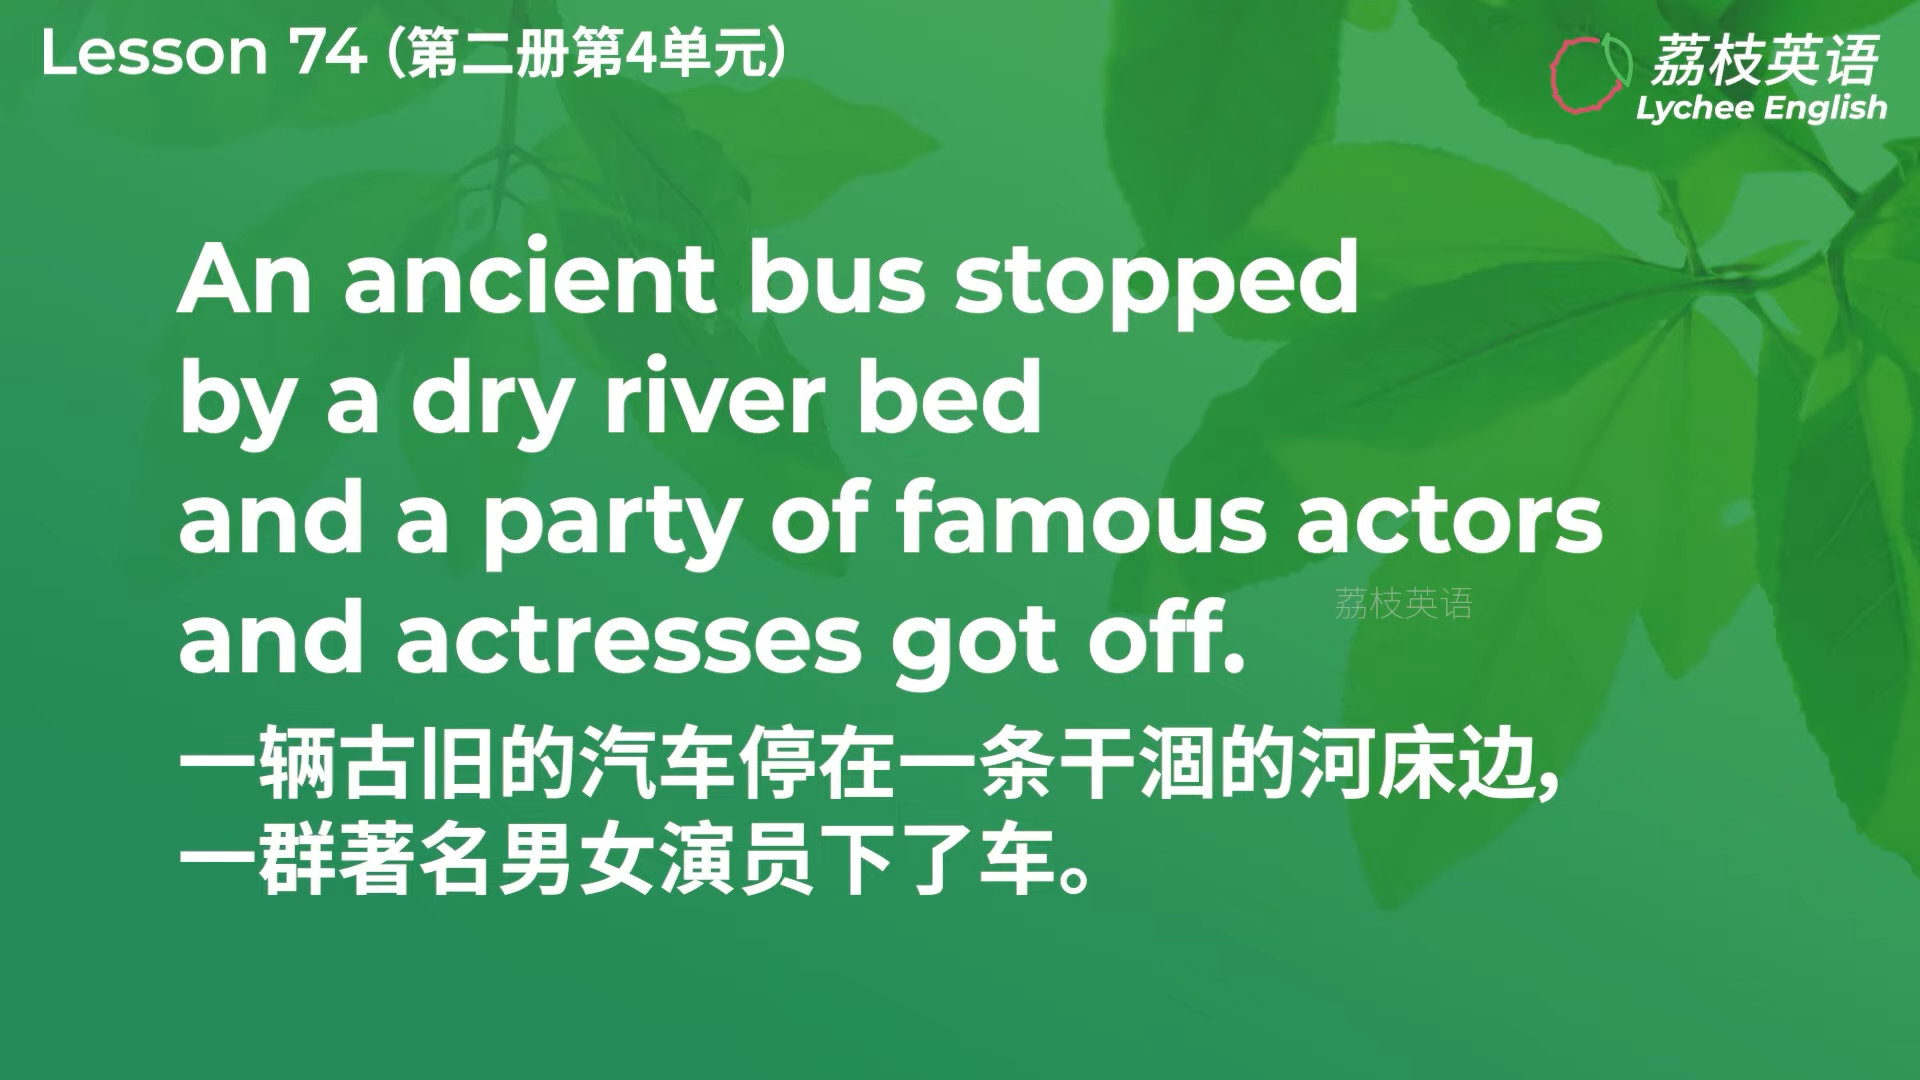 Lesson 74（第二册第4单元）
荔枝英语
Lychee English
An ancient bus stopped
by a dry river bed
and a party of famous actors
and actresses got off.
荔枝英语
一辆古旧的汽车停在一条干涸的河床边,
一群著名男女演员下了车。